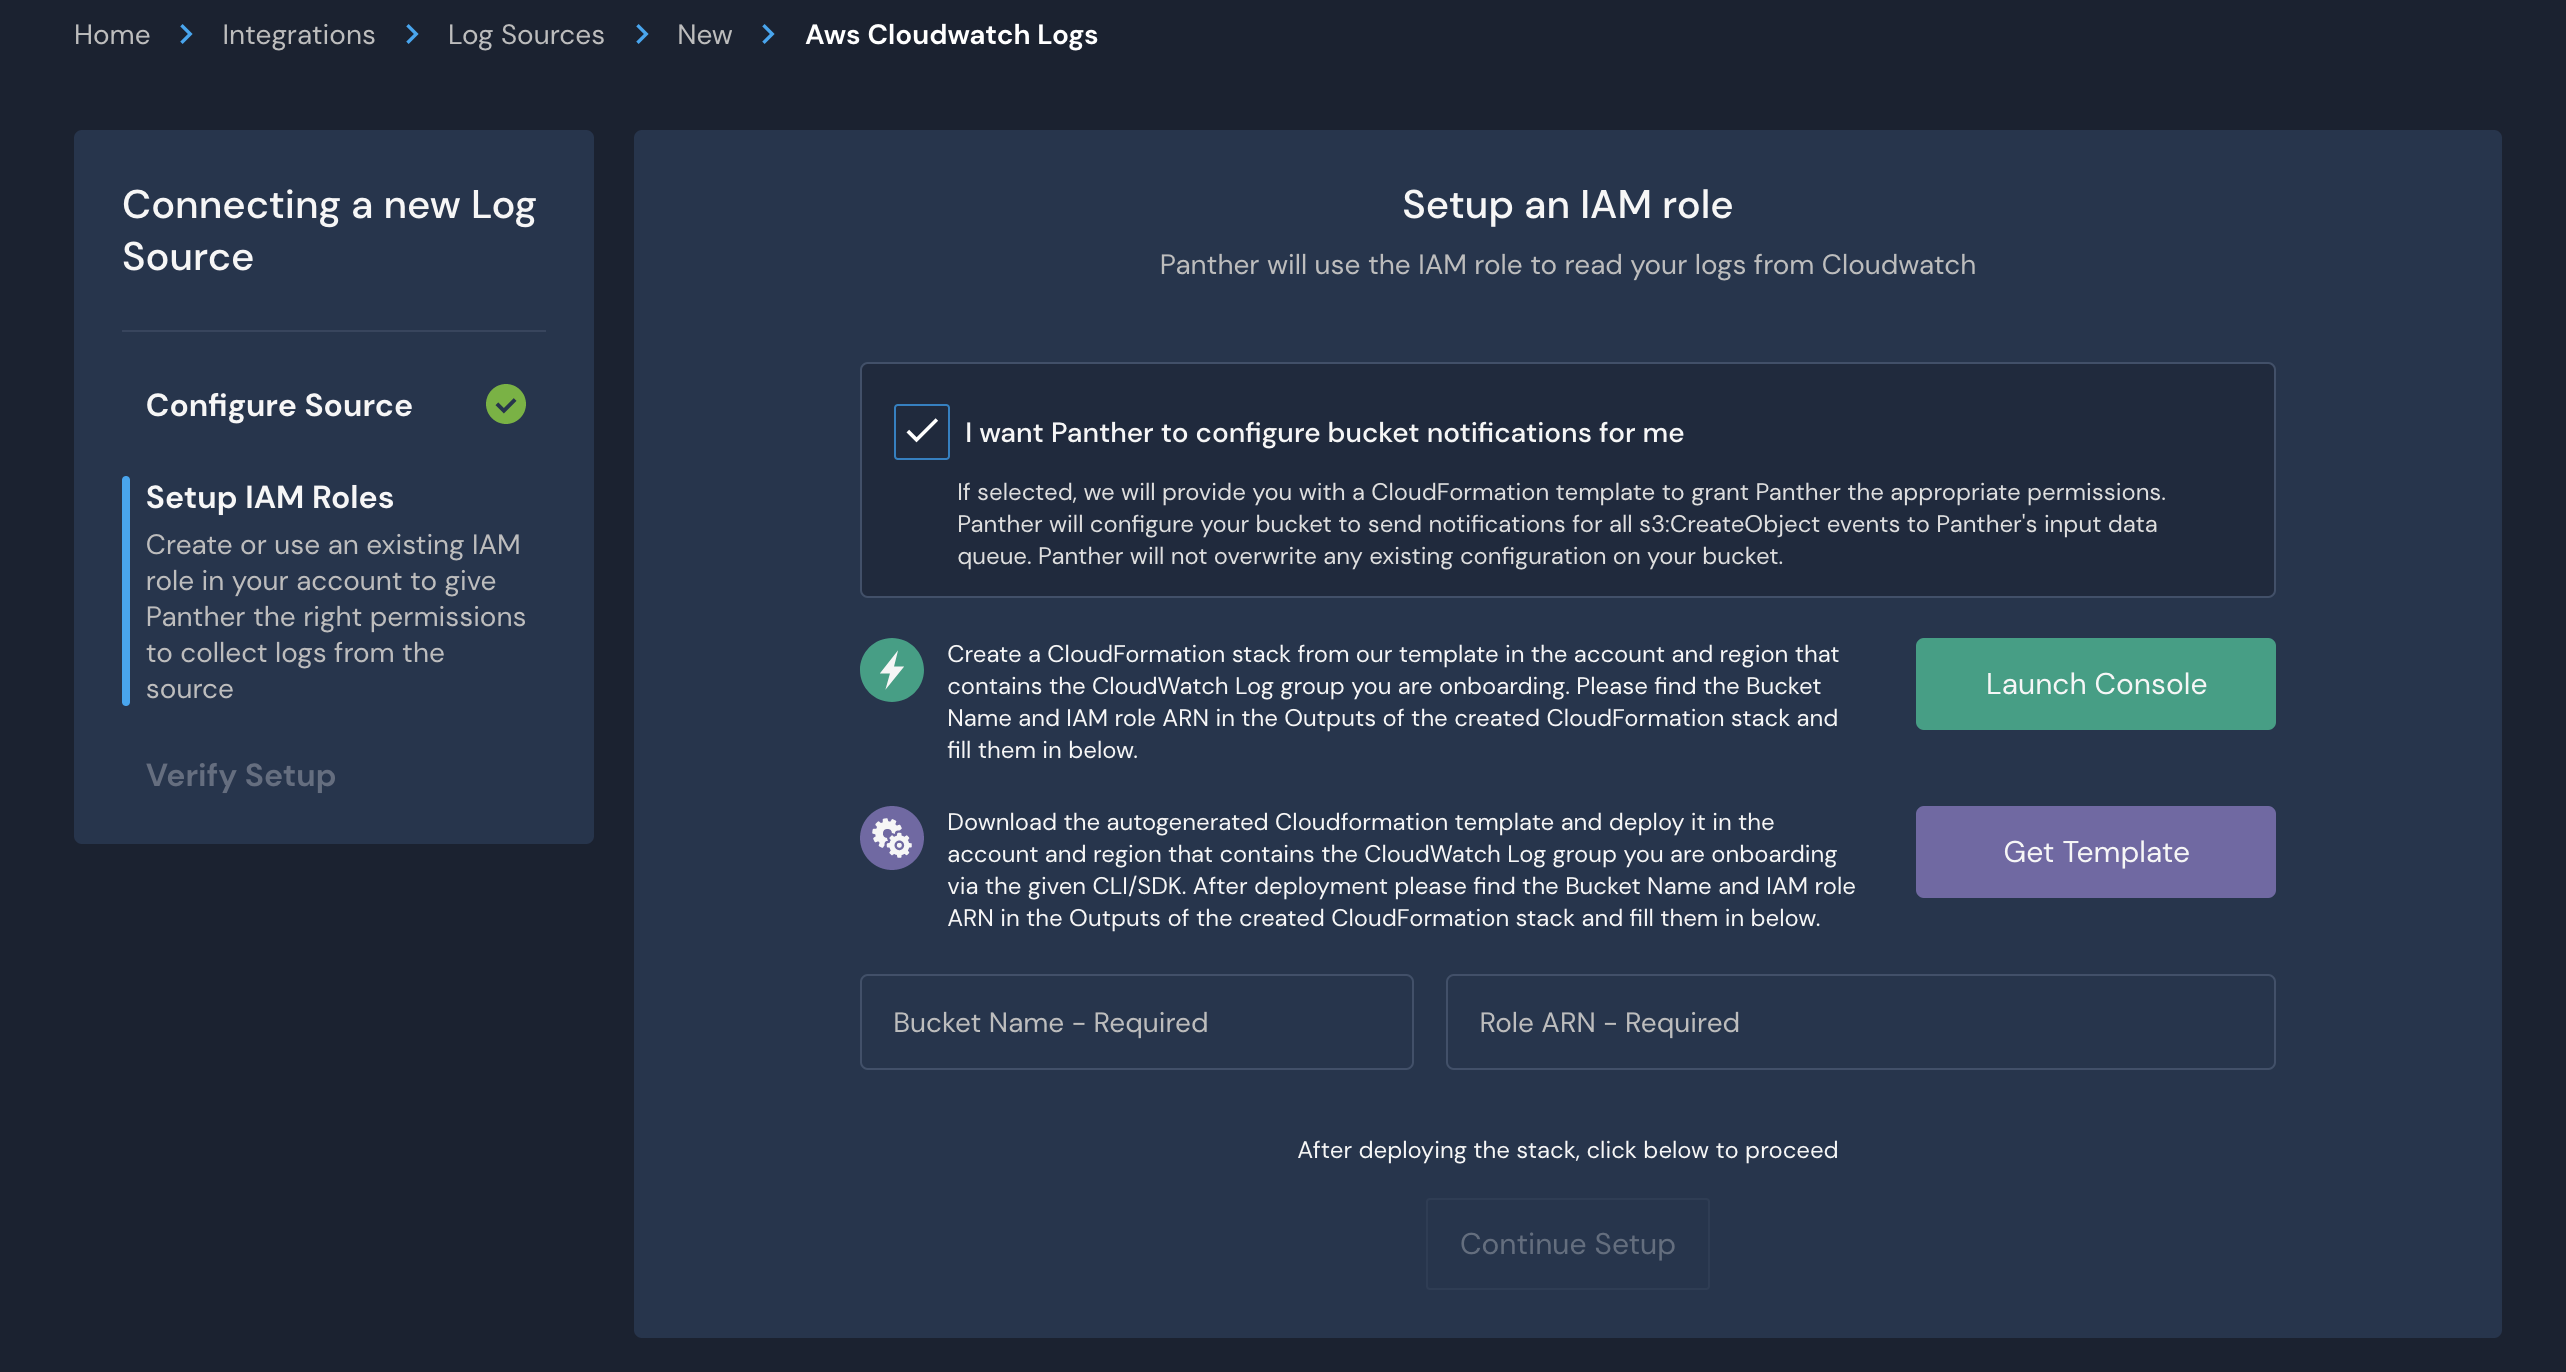 Home > Integrations > Log Sources > New > Aws Cloudwatch Logs
Connecting a new Log
Source
Configure Source
Setup IAM Roles
Create or use an existing IAM
role in your account to give
Panther the right permissions
to collect logs from the
source
Verify Setup
Setup an IAM role
Panther will use the IAM role to read your logs from Cloudwatch
I want Panther to configure bucket notifications for me
If selected, we will provide you with a CloudFormation template to grant Panther the appropriate permissions.
Panther will configure your bucket to send notifications for all s3:CreateObject events to Panther's input data
queue. Panther will not overwrite any existing configuration on your bucket.
Create a CloudFormation stack from our template in the account and region that
contains the CloudWatch Log group you are onboarding. Please find the Bucket
Name and IAM role ARN in the Outputs of the created CloudFormation stack and
fill them in below.
Launch Console
Download the autogenerated Cloudformation template and deploy it in the
account and region that contains the CloudWatch Log group you are onboarding
via the given CLI/SDK. After deployment please find the Bucket Name and IAM role
ARN in the Outputs of the created CloudFormation stack and fill them in below.
Get Template
Bucket Name - Required
Role ARN - Required
After deploying the stack, click below to proceed
Continue Setup